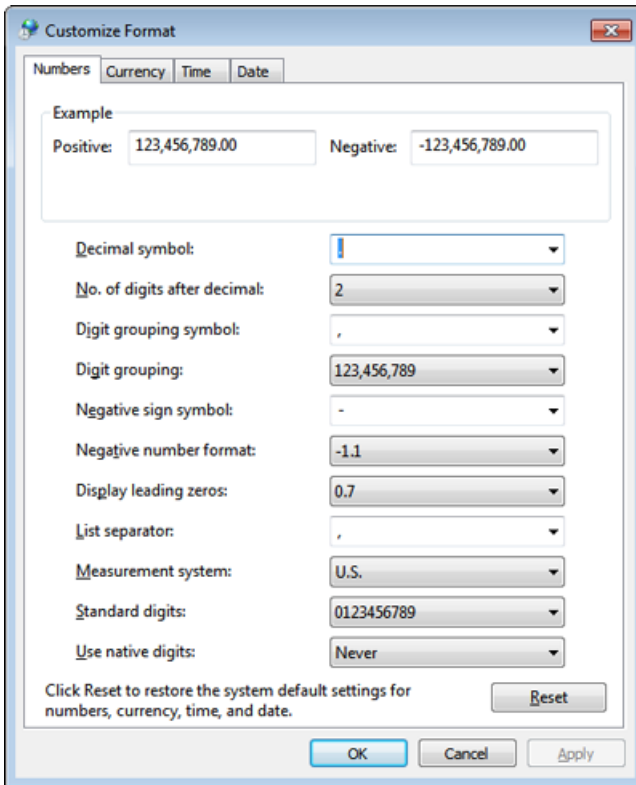 Customize Format
Numbers Currency Time Date
Example
Positive: 123,456,789.00 Negative: -123,456,789.00
Decimal symbol: .
No. of digits after decimal: 2
Digit grouping symbol: ,
Digit grouping: 123,456,789
Negative sign symbol: -
Negative number format: -1.1
Display leading zeros: 0.7
List separator: ,
Measurement system: U.S.
Standard digits: 0123456789
Use native digits: Never
Click Reset to restore the system default settings for
numbers, currency, time, and date. Reset
OK Cancel Apply